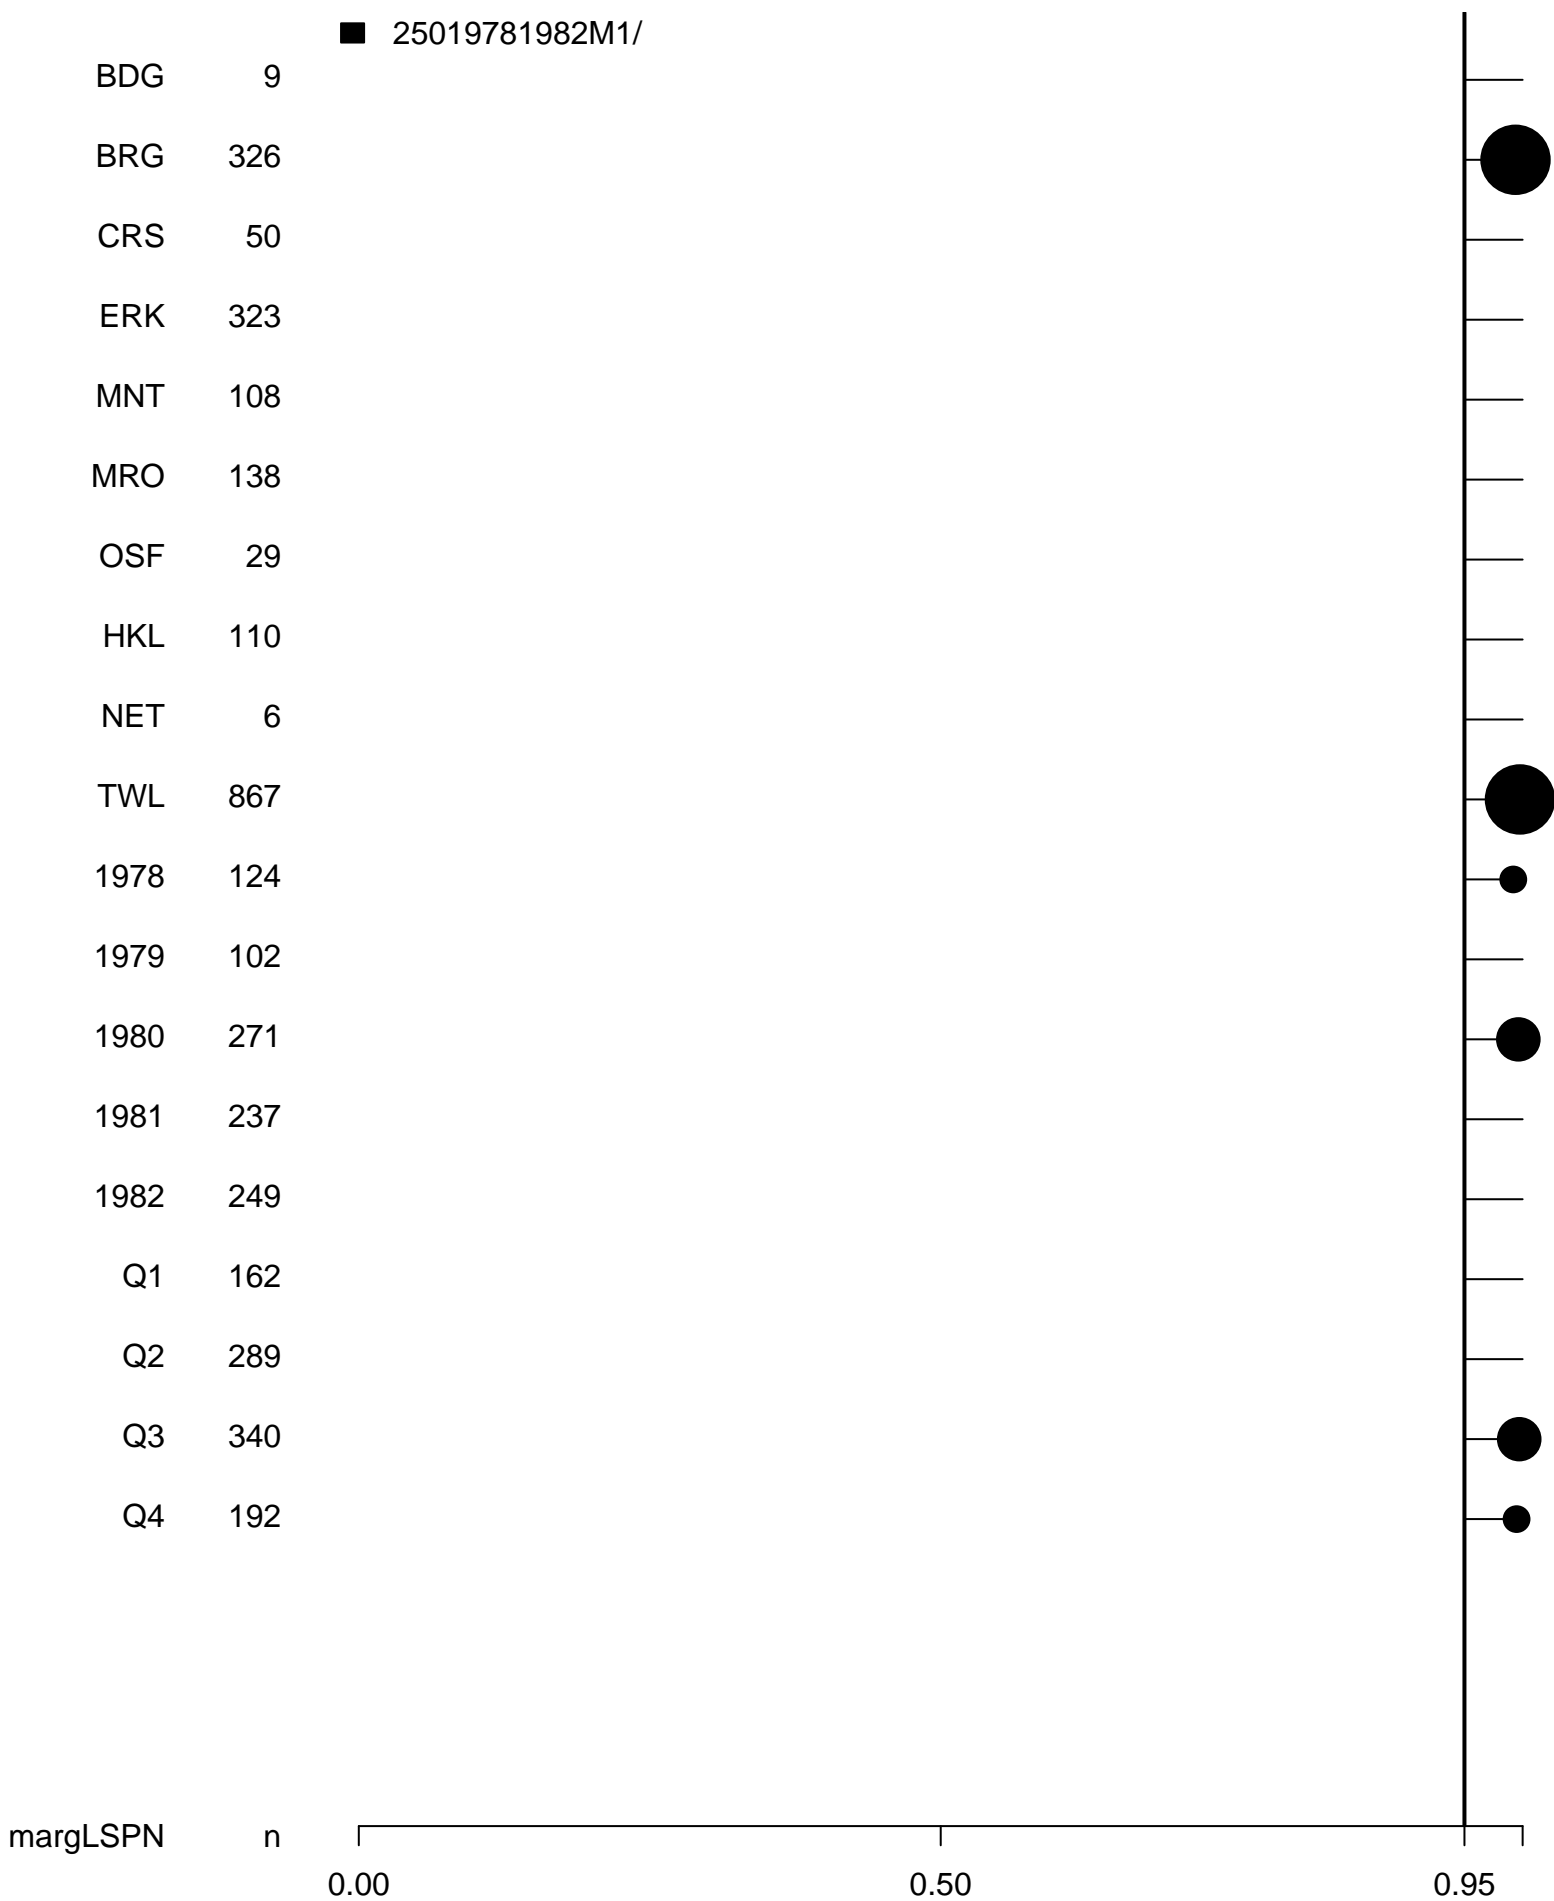 25019781982M1/
BDG 9
BRG 326
CRS 50
ERK 323
MNT 108
MRO 138
OSF 29
HKL 110
NET 6
TWL 867
1978 124
1979 102
1980 271
1981 237
1982 249
Q1 162
Q2 289
Q3 340
Q4 192
margLSPN n
0.00 0.50 0.95